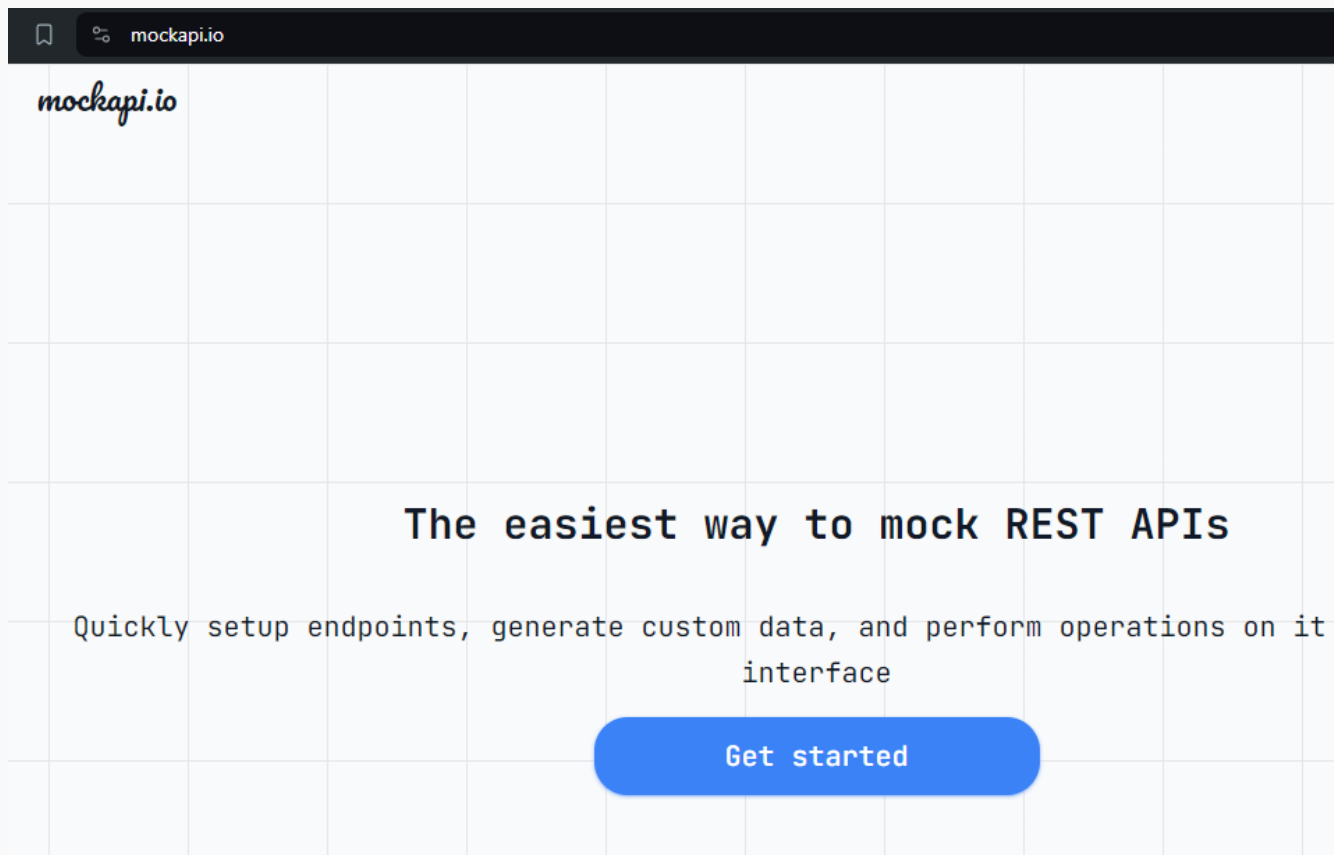 mockapi.io
mockapi.io
The easiest way to mock REST APIs
Quickly setup endpoints, generate custom data, and perform operations on it
interface
Get started